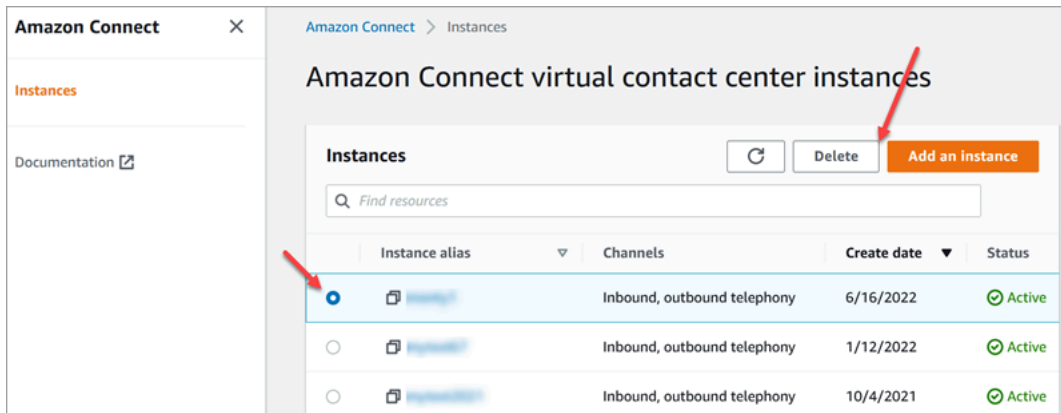 Amazon Connect
Amazon Connect > Instances
Instances
Amazon Connect virtual contact center instances
Documentation
Instances
Delete
Add an instance
Find resources
Instance alias Channels Create date Status
Inbound, outbound telephony 6/16/2022 Active
Inbound, outbound telephony 1/12/2022 Active
Inbound, outbound telephony 10/4/2021 Active